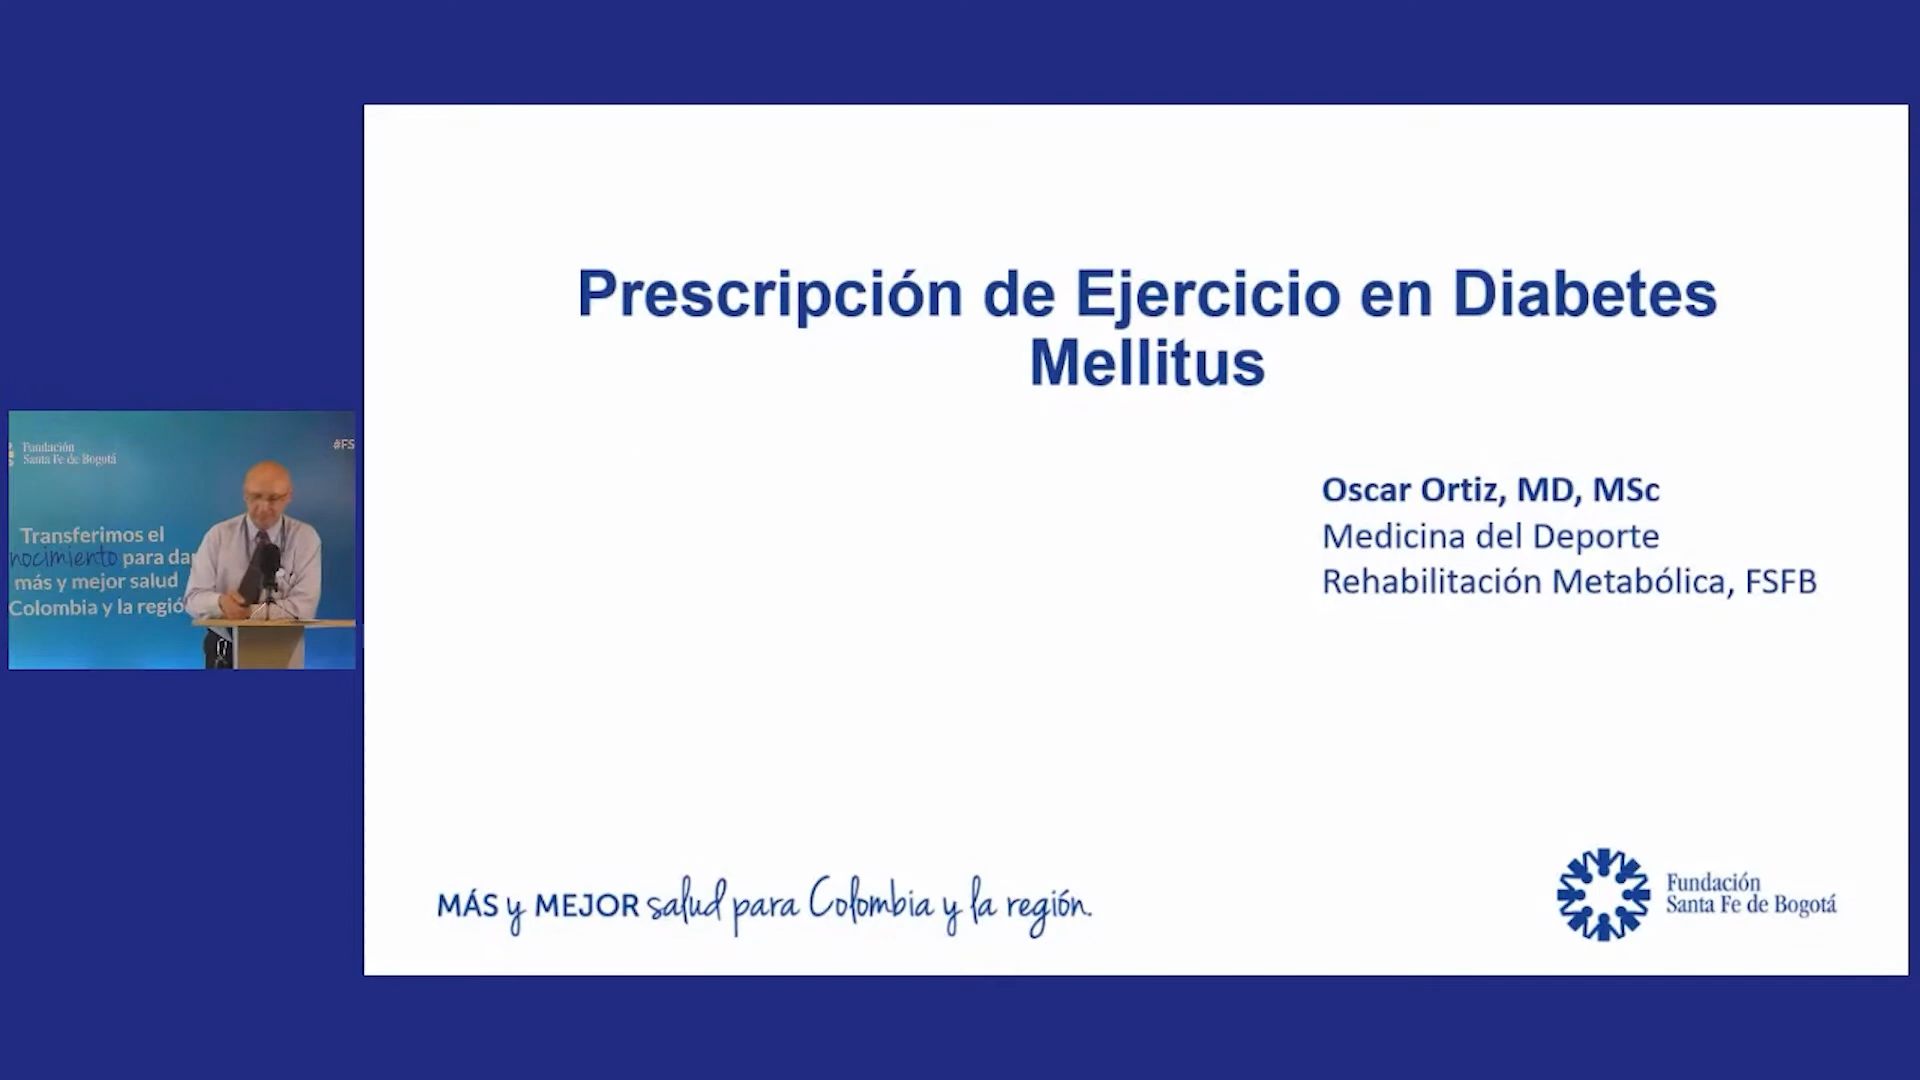 Prescripción de Ejercicio en Diabetes
Mellitus
Oscar Ortiz, MD, MSc
Medicina del Deporte
Rehabilitación Metabólica, FSFB
MÁS y MEJOR salud para Colombia y la región.
Fundación
Santa Fe de Bogotá
Fundación
Santa Fe de Bogotá
#FS
Transferimos el
nocimiento para dar
más y mejor salud
Colombia y la regió